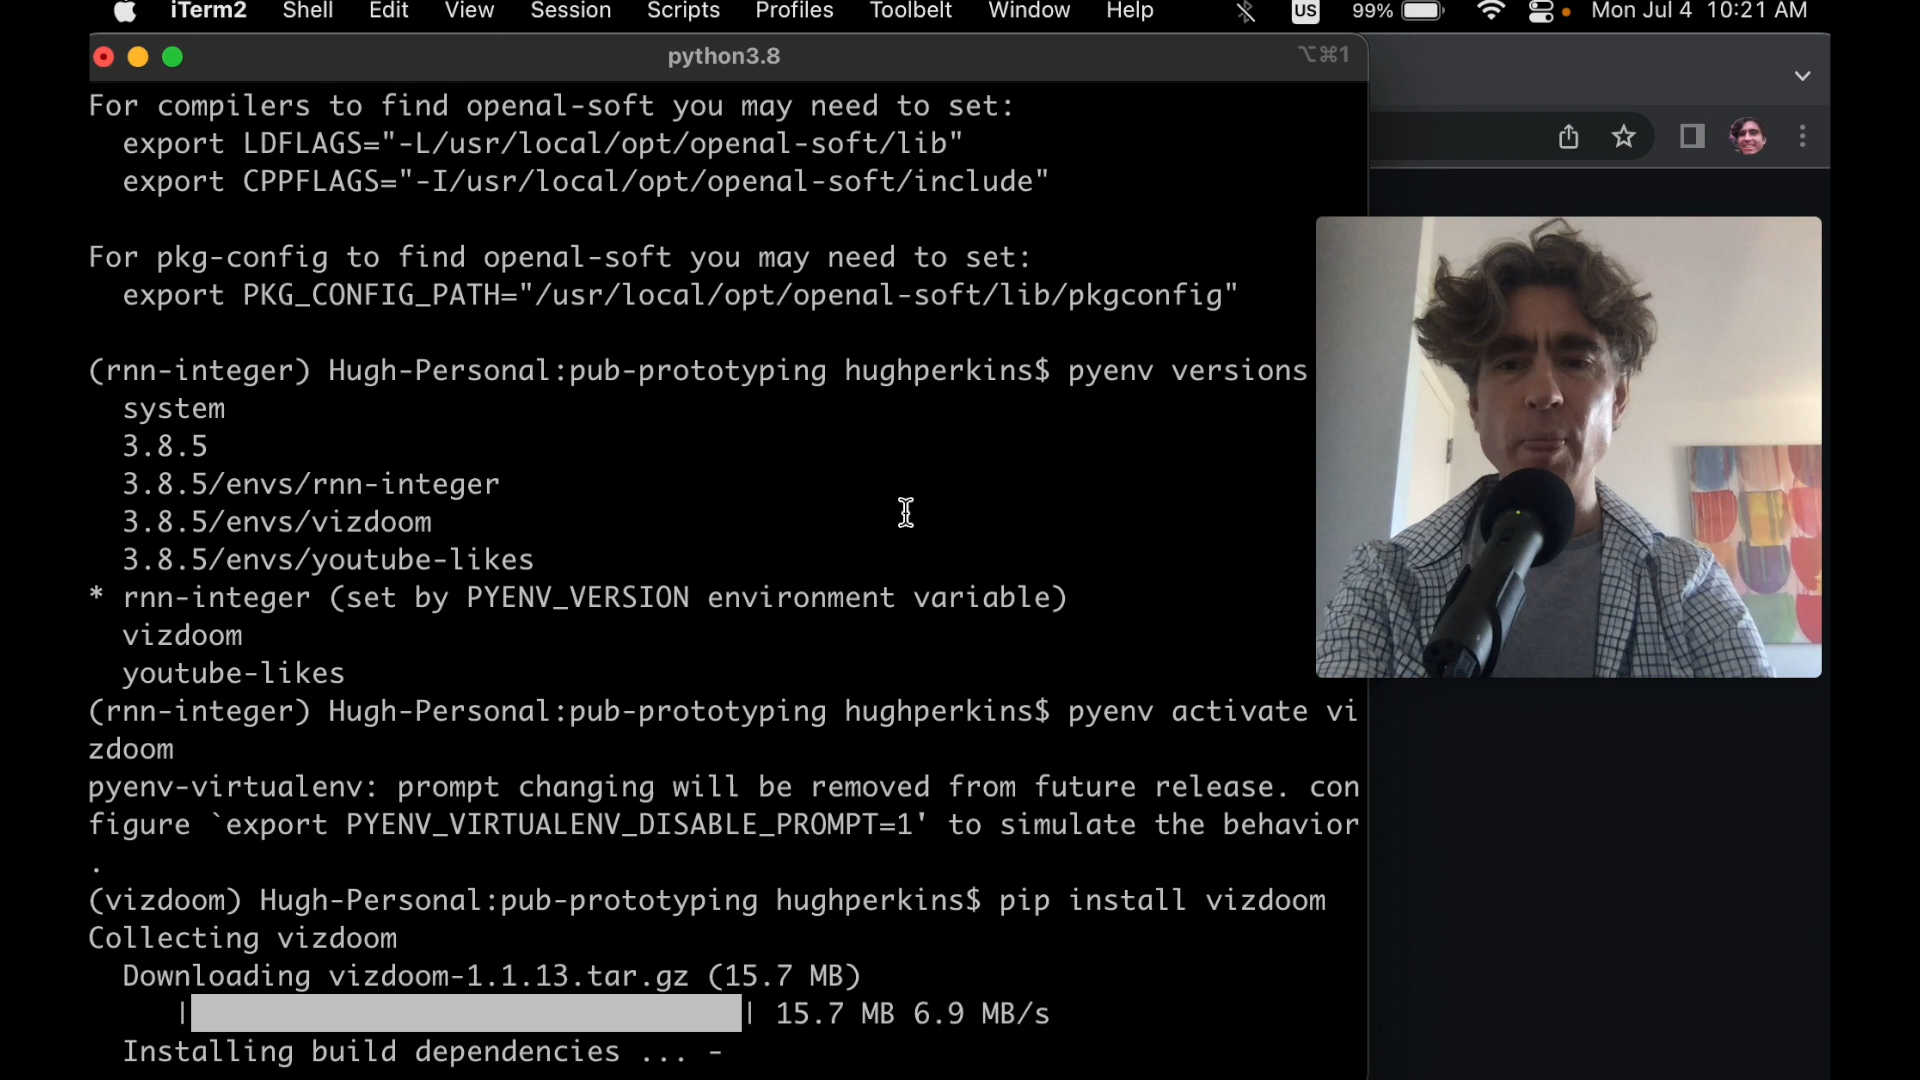 iTerm2 Shell Edit View Session Scripts Profiles Toolbelt Window Help US 99% Mon Jul 4 10:21 AM
python3.8 ⌥⌘1
For compilers to find openal-soft you may need to set:
  export LDFLAGS="-L/usr/local/opt/openal-soft/lib"
  export CPPFLAGS="-I/usr/local/opt/openal-soft/include"
For pkg-config to find openal-soft you may need to set:
  export PKG_CONFIG_PATH="/usr/local/opt/openal-soft/lib/pkgconfig"
(rnn-integer) Hugh-Personal:pub-prototyping hughperkins$ pyenv versions
  system
  3.8.5
  3.8.5/envs/rnn-integer
  3.8.5/envs/vizdoom
  3.8.5/envs/youtube-likes
* rnn-integer (set by PYENV_VERSION environment variable)
  vizdoom
  youtube-likes
(rnn-integer) Hugh-Personal:pub-prototyping hughperkins$ pyenv activate vi
zdoom
pyenv-virtualenv: prompt changing will be removed from future release. con
figure `export PYENV_VIRTUALENV_DISABLE_PROMPT=1' to simulate the behavior
.
(vizdoom) Hugh-Personal:pub-prototyping hughperkins$ pip install vizdoom
Collecting vizdoom
  Downloading vizdoom-1.1.13.tar.gz (15.7 MB)
     | | 15.7 MB 6.9 MB/s
  Installing build dependencies ... -